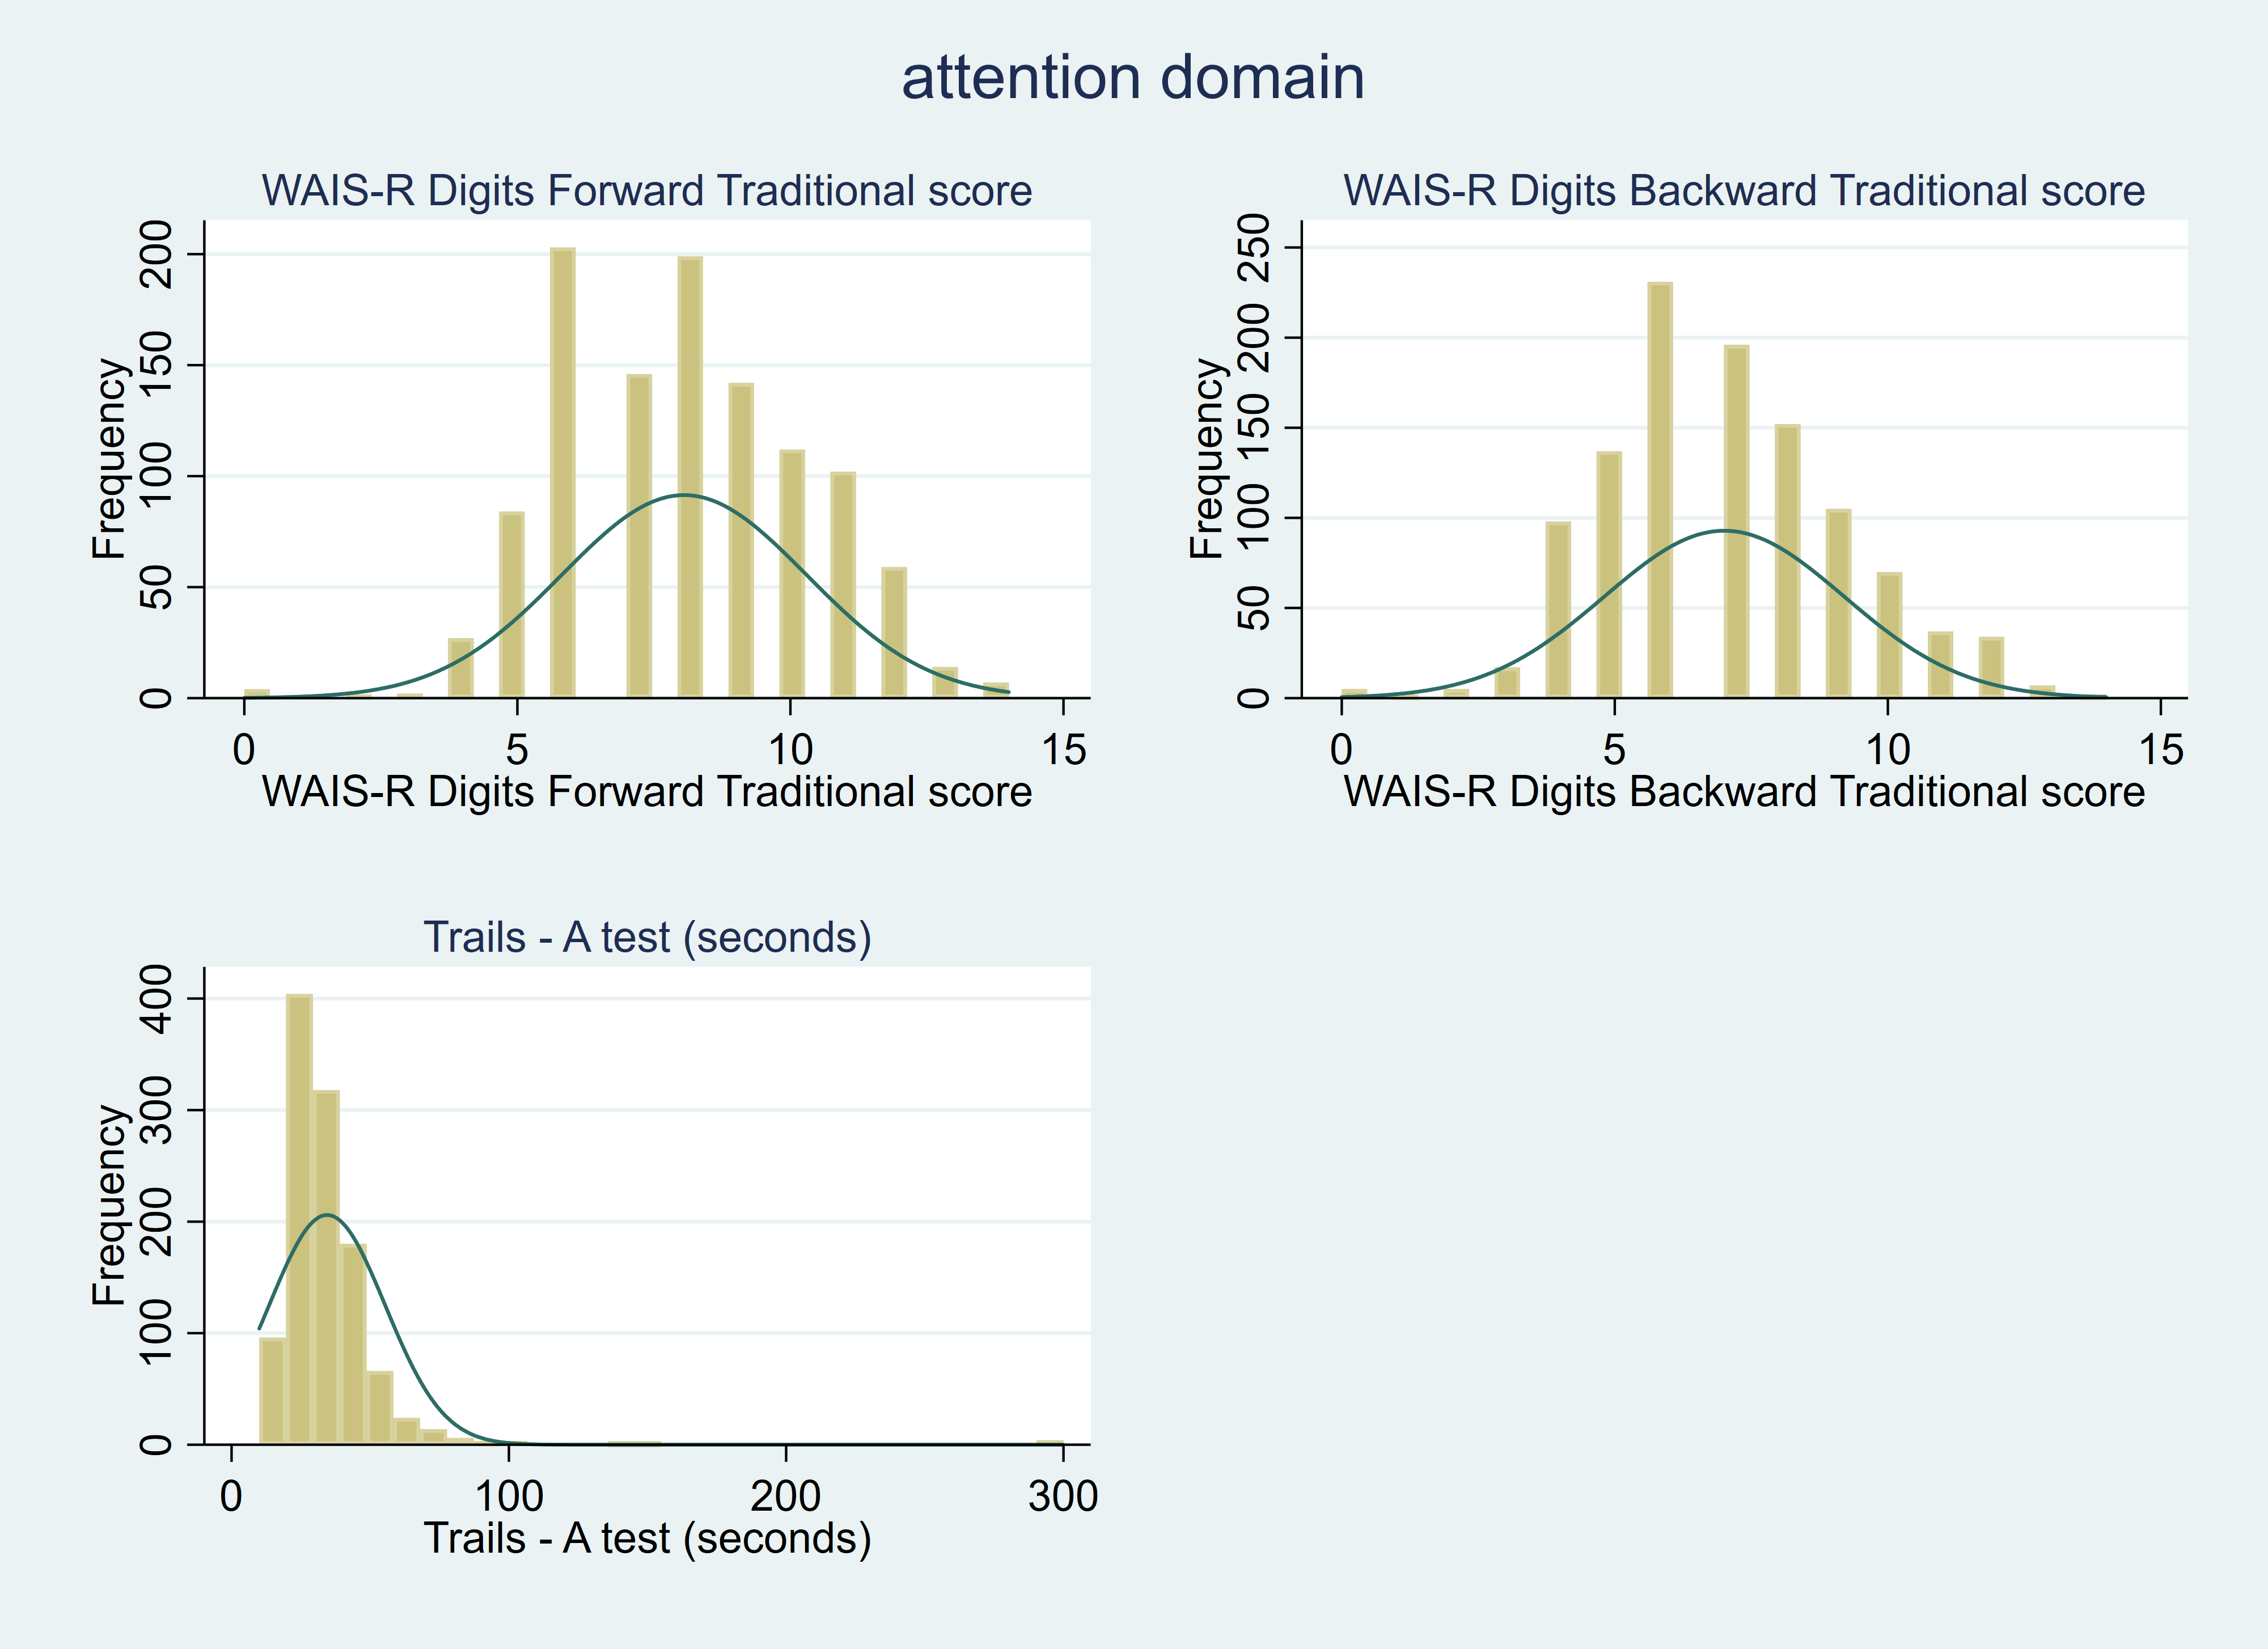 attention domain
WAIS-R Digits Forward Traditional score
Frequency
200
150
100
50
0
0 5 10 15
WAIS-R Digits Forward Traditional score
WAIS-R Digits Backward Traditional score
Frequency
250
200
150
100
50
0
0 5 10 15
WAIS-R Digits Backward Traditional score
Trails - A test (seconds)
Frequency
400
300
200
100
0
0 100 200 300
Trails - A test (seconds)